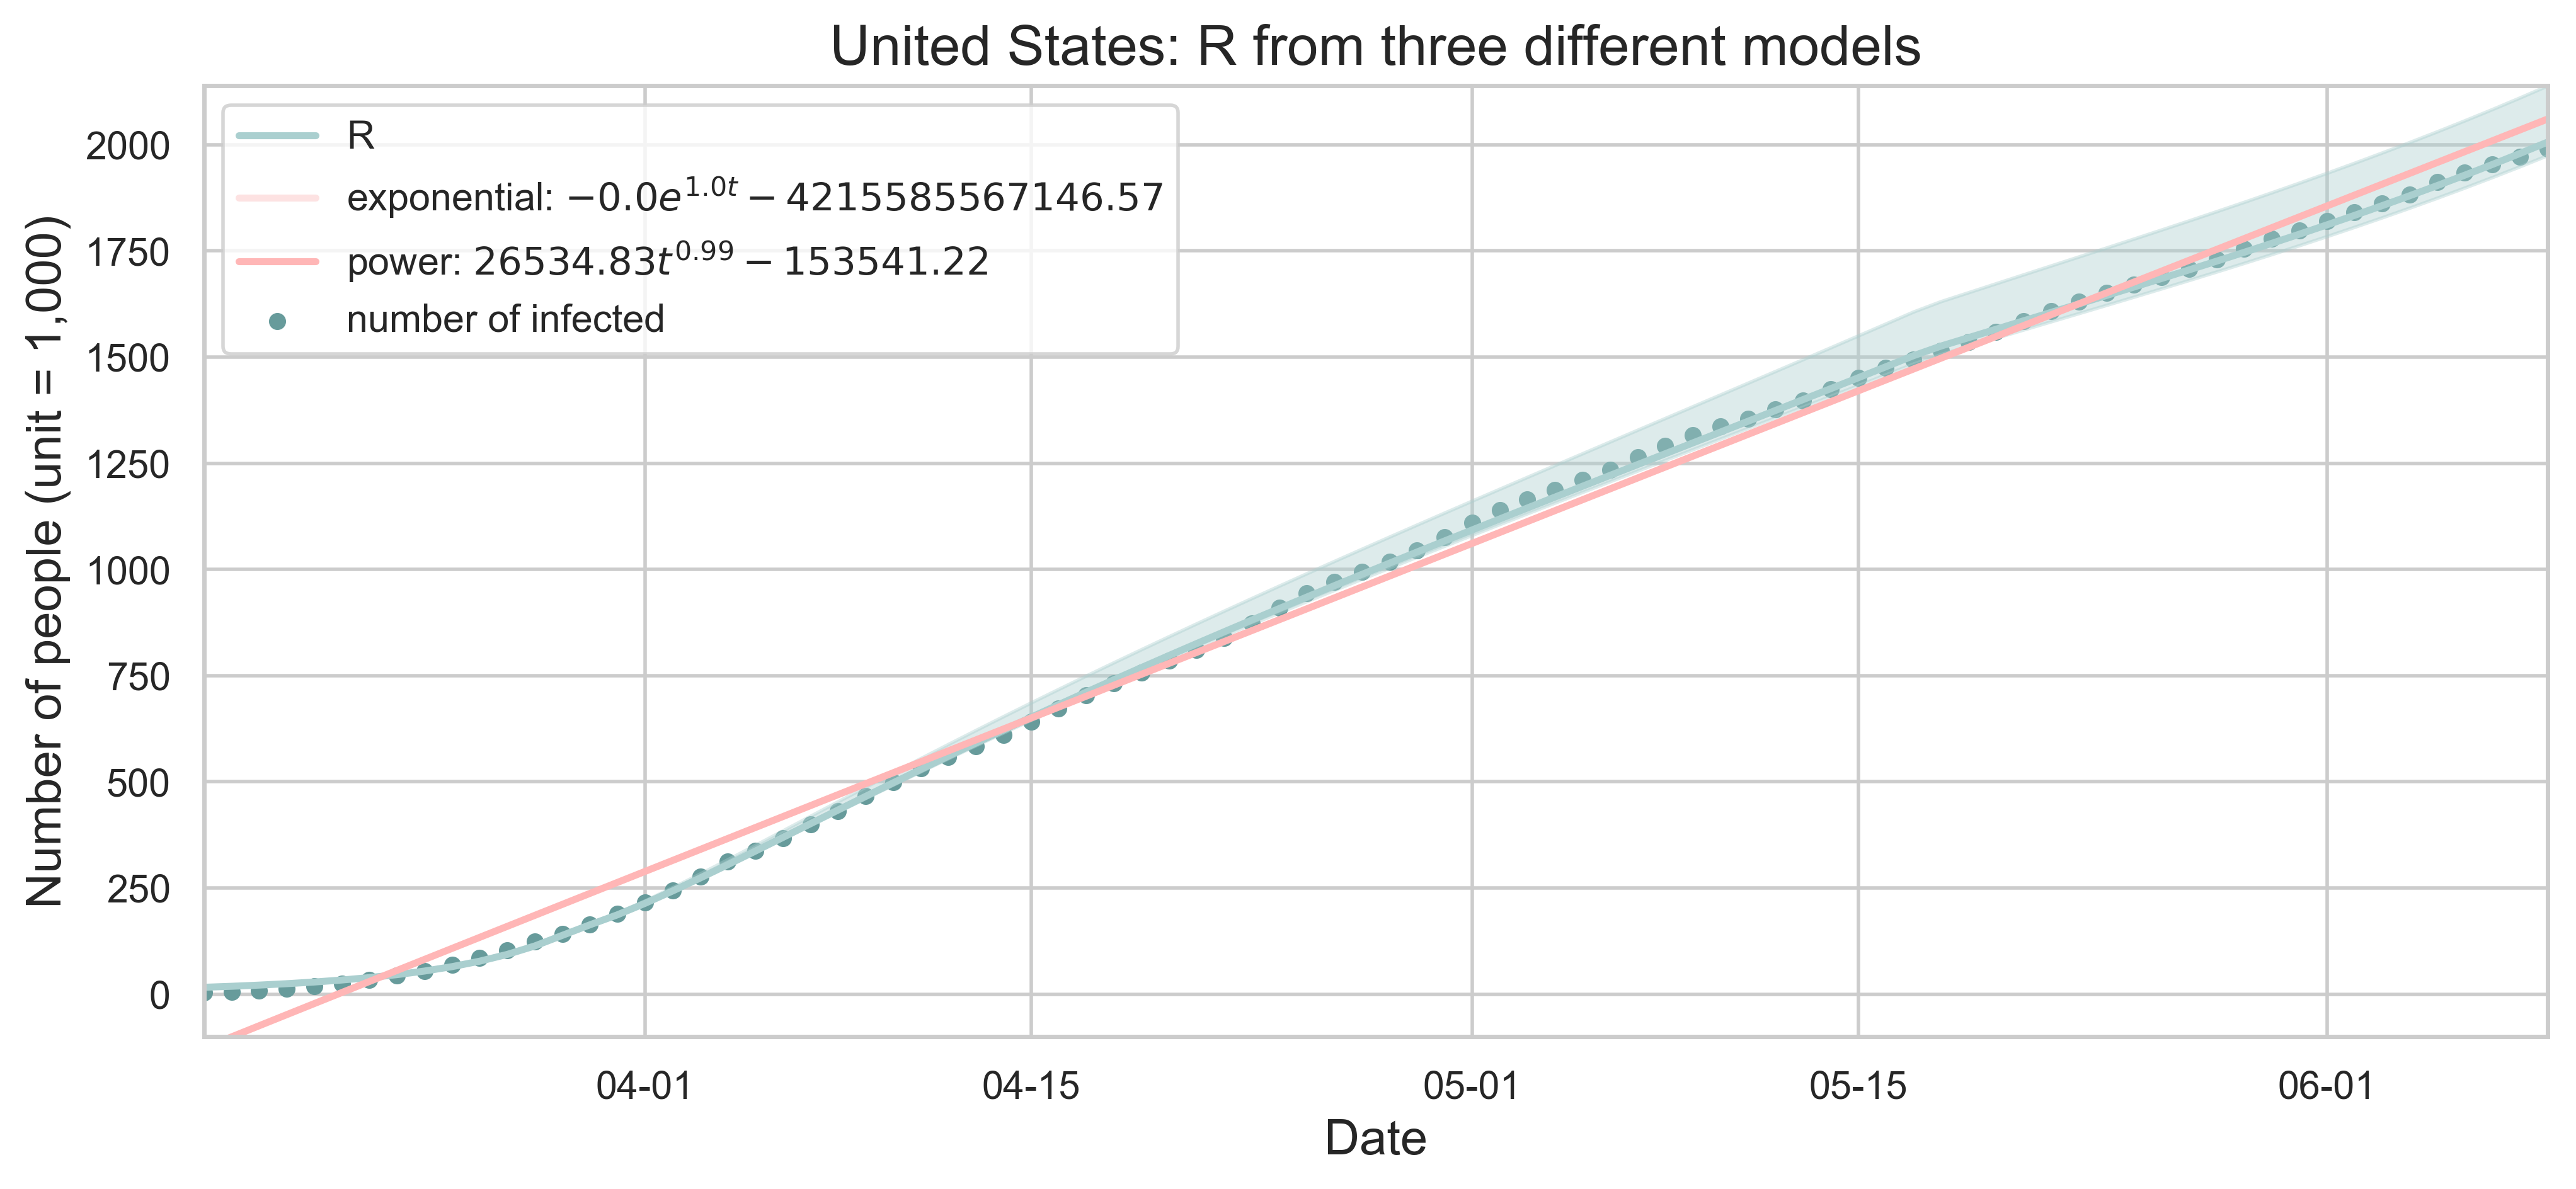 United States: R from three different models
R
exponential: −0.0e^{1.0t} − 4215585567146.57
power: 26534.83t^{0.99} − 153541.22
number of infected
Number of people (unit = 1,000)
2000
1750
1500
1250
1000
750
500
250
0
04-01 04-15 05-01 05-15 06-01
Date